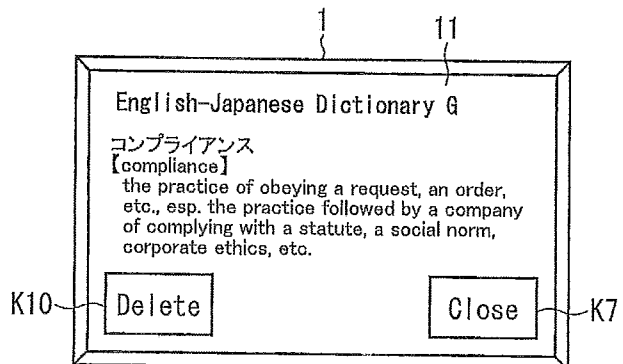 1
11
English-Japanese Dictionary G
コンプライアンス
【compliance】
the practice of obeying a request, an order,
etc., esp. the practice followed by a company
of complying with a statute, a social norm,
corporate ethics, etc.
K10 Delete Close K7